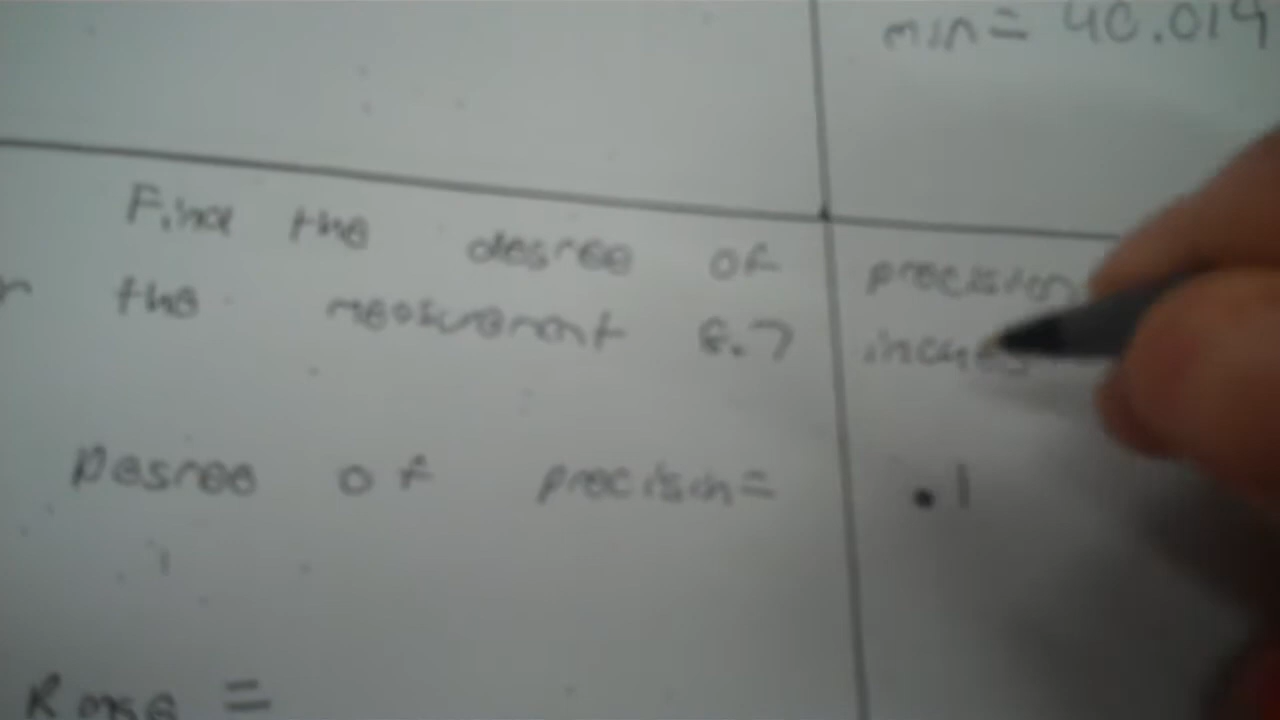 min= 40.014
Find the degree of precision
r the measurement 8.7 inches
Degree of precision= .1
Range =